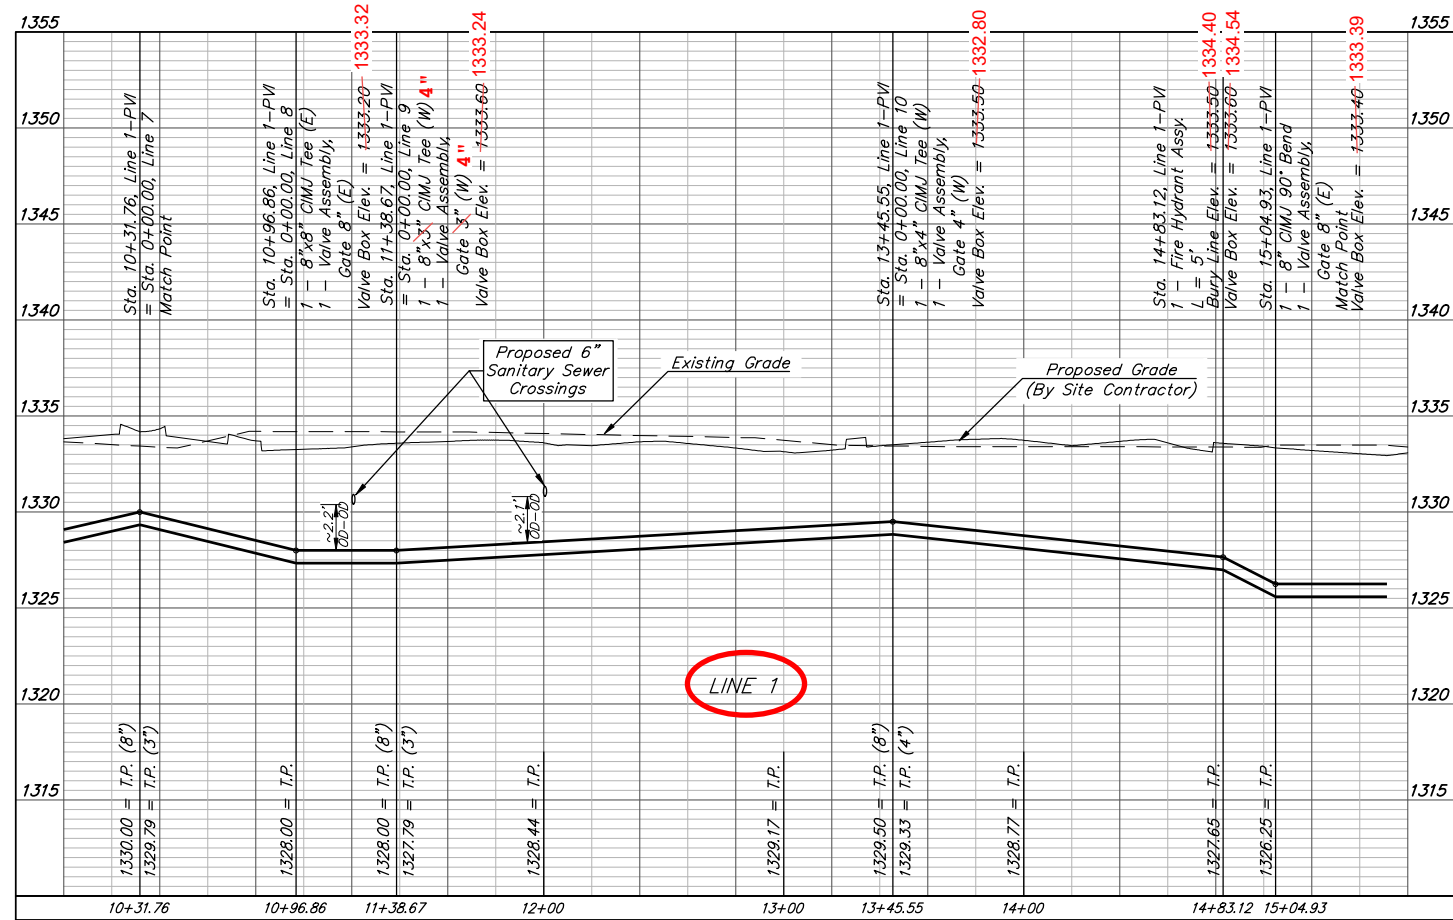 1355
1350
1345
1340
1335
1330
1325
1320
1315
Sta. 10+31.76, Line 1-PVI
= Sta. 0+00.00, Line 7
Match Point
Sta. 10+96.86, Line 1-PVI
= Sta. 0+00.00, Line 8
1 - 8"x8" CIMJ Tee (E)
1 - Valve Assembly,
Gate 8" (E)
Valve Box Elev. = 1333.20 1333.32
Sta. 11+38.67, Line 1-PVI
= Sta. 0+00.00, Line 9
1 - 8"x3" CIMJ Tee (W) 4"
1 - Valve Assembly,
Gate 3" (W) 4"
Valve Box Elev. = 1333.60 1333.24
Sta. 13+45.55, Line 1-PVI
= Sta. 0+00.00, Line 10
1 - 8"x4" CIMJ Tee (W)
1 - Valve Assembly,
Gate 4" (W)
Valve Box Elev. = 1333.50 1332.80
Sta. 14+83.12, Line 1-PVI
1 - Fire Hydrant Assy.
L = 5'
Bury Line Elev. = 1333.50 1334.40
Valve Box Elev. = 1333.60 1334.54
Sta. 15+04.93, Line 1-PVI
1 - 8" CIMJ 90° Bend
1 - Valve Assembly,
Gate 8" (E)
Match Point
Valve Box Elev. = 1333.40 1333.39
Proposed 6"
Sanitary Sewer
Crossings
Existing Grade
Proposed Grade
(By Site Contractor)
~2.2'
OD-OD
~2.1'
OD-OD
LINE 1
1330.00 = T.P. (8")
1329.79 = T.P. (3")
1328.00 = T.P.
1328.00 = T.P. (8")
1327.79 = T.P. (3")
1328.44 = T.P.
1329.17 = T.P.
1329.50 = T.P. (8")
1329.33 = T.P. (4")
1328.77 = T.P.
1327.65 = T.P.
1326.25 = T.P.
1355
1350
1345
1340
1335
1330
1325
1320
1315
10+31.76
10+96.86
11+38.67
12+00
13+00
13+45.55
14+00
14+83.12
15+04.93